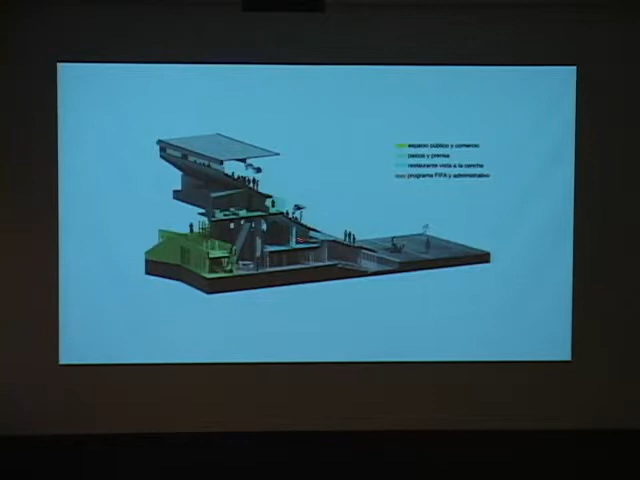 espacio público y comercio
palcos y prensa
restaurante vista a la cancha
programa FIFA y administrativo